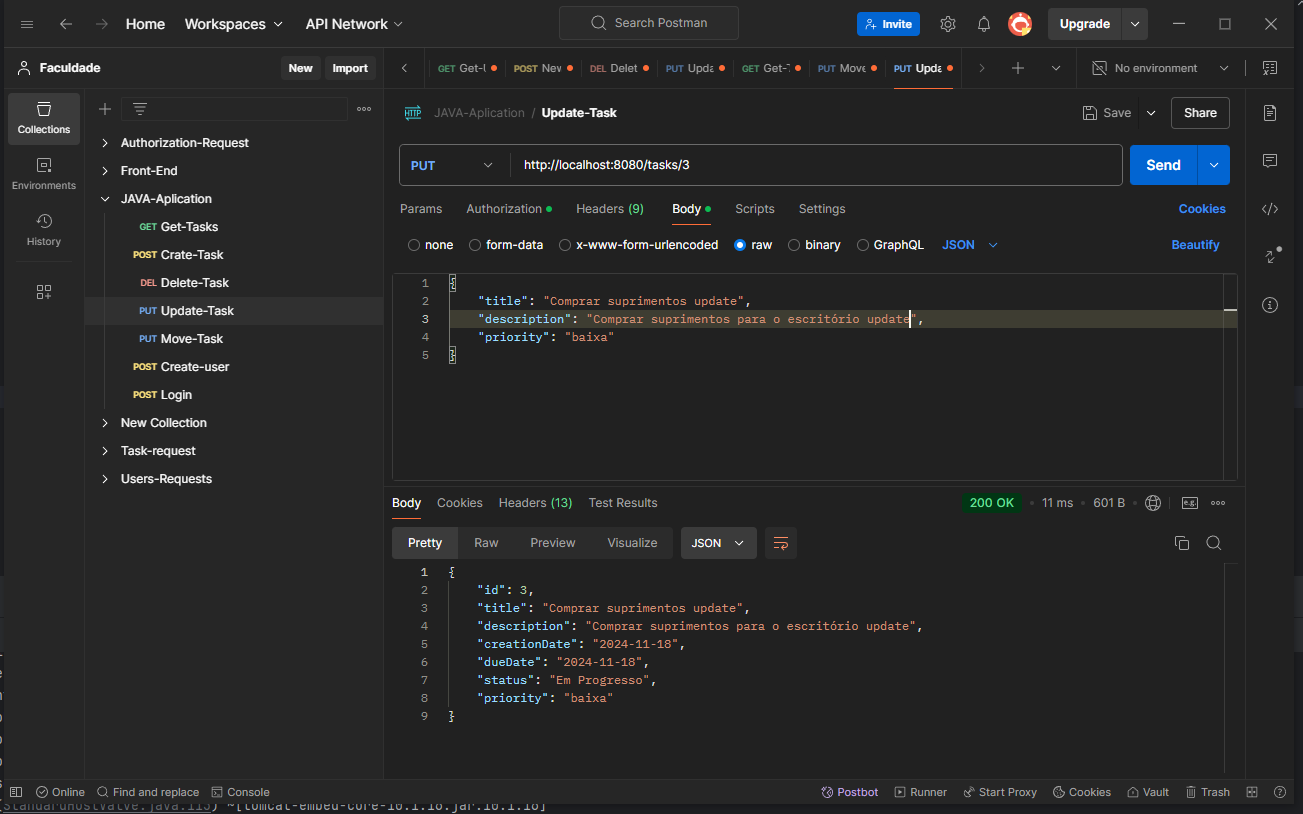 Home Workspaces API Network Search Postman Invite Upgrade
Faculdade New Import GET Get-U POST New DEL Delet PUT Upda GET Get-T PUT Move PUT Upda No environment
Collections
Environments
History
Authorization-Request
Front-End
JAVA-Aplication
GET Get-Tasks
POST Crate-Task
DEL Delete-Task
PUT Update-Task
PUT Move-Task
POST Create-user
POST Login
New Collection
Task-request
Users-Requests
HTTP JAVA-Aplication / Update-Task Save Share
PUT http://localhost:8080/tasks/3 Send
Params Authorization Headers (9) Body Scripts Settings Cookies
none form-data x-www-form-urlencoded raw binary GraphQL JSON Beautify
1 {
2 "title": "Comprar suprimentos update",
3 "description": "Comprar suprimentos para o escritório update",
4 "priority": "baixa"
5 }
Body Cookies Headers (13) Test Results 200 OK 11 ms 601 B e.g.
Pretty Raw Preview Visualize JSON
1 {
2 "id": 3,
3 "title": "Comprar suprimentos update",
4 "description": "Comprar suprimentos para o escritório update",
5 "creationDate": "2024-11-18",
6 "dueDate": "2024-11-18",
7 "status": "Em Progresso",
8 "priority": "baixa"
9 }
Online Find and replace Console Postbot Runner Start Proxy Cookies Vault Trash
(StandardHostValve.java:115) ~[tomcat-embed-core-10.1.16.jar:10.1.16]